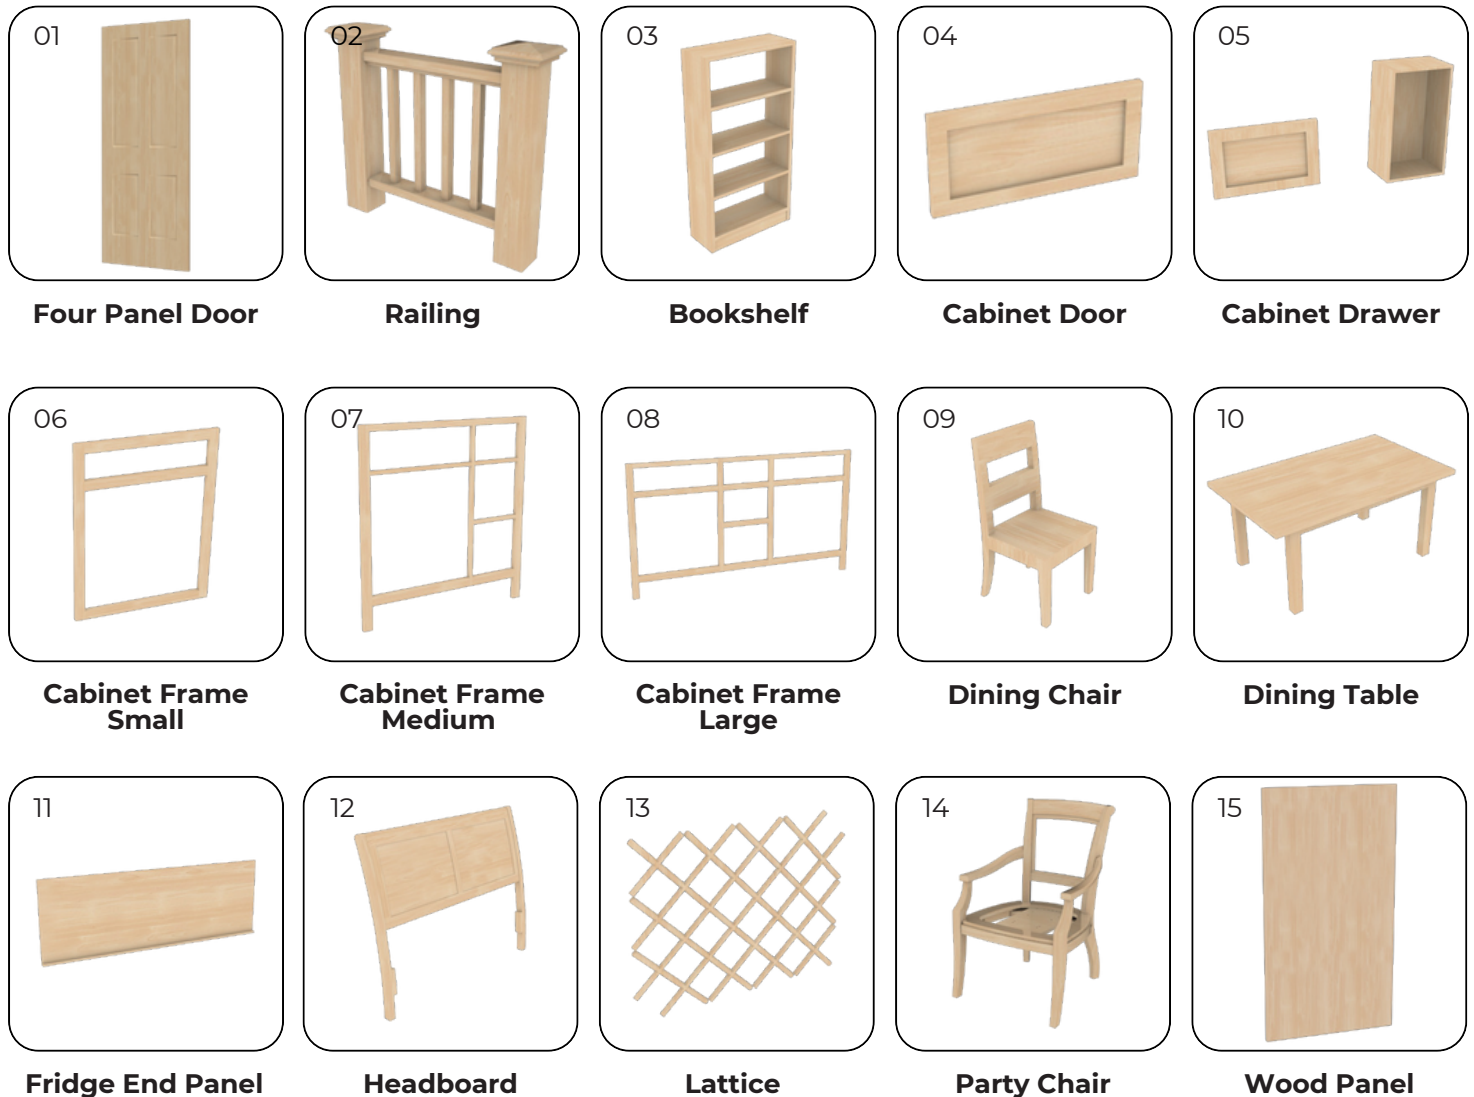 01
02
03
04
05
Four Panel Door
Railing
Bookshelf
Cabinet Door
Cabinet Drawer
06
07
08
09
10
Cabinet Frame
Small
Cabinet Frame
Medium
Cabinet Frame
Large
Dining Chair
Dining Table
11
12
13
14
15
Fridge End Panel
Headboard
Lattice
Party Chair
Wood Panel